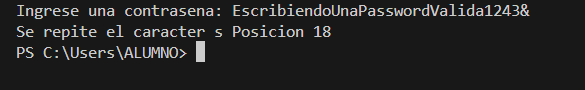 Ingrese una contrasena: EscribiendoUnaPasswordValida1243&
Se repite el caracter s Posicion 18
PS C:\Users\ALUMNO>